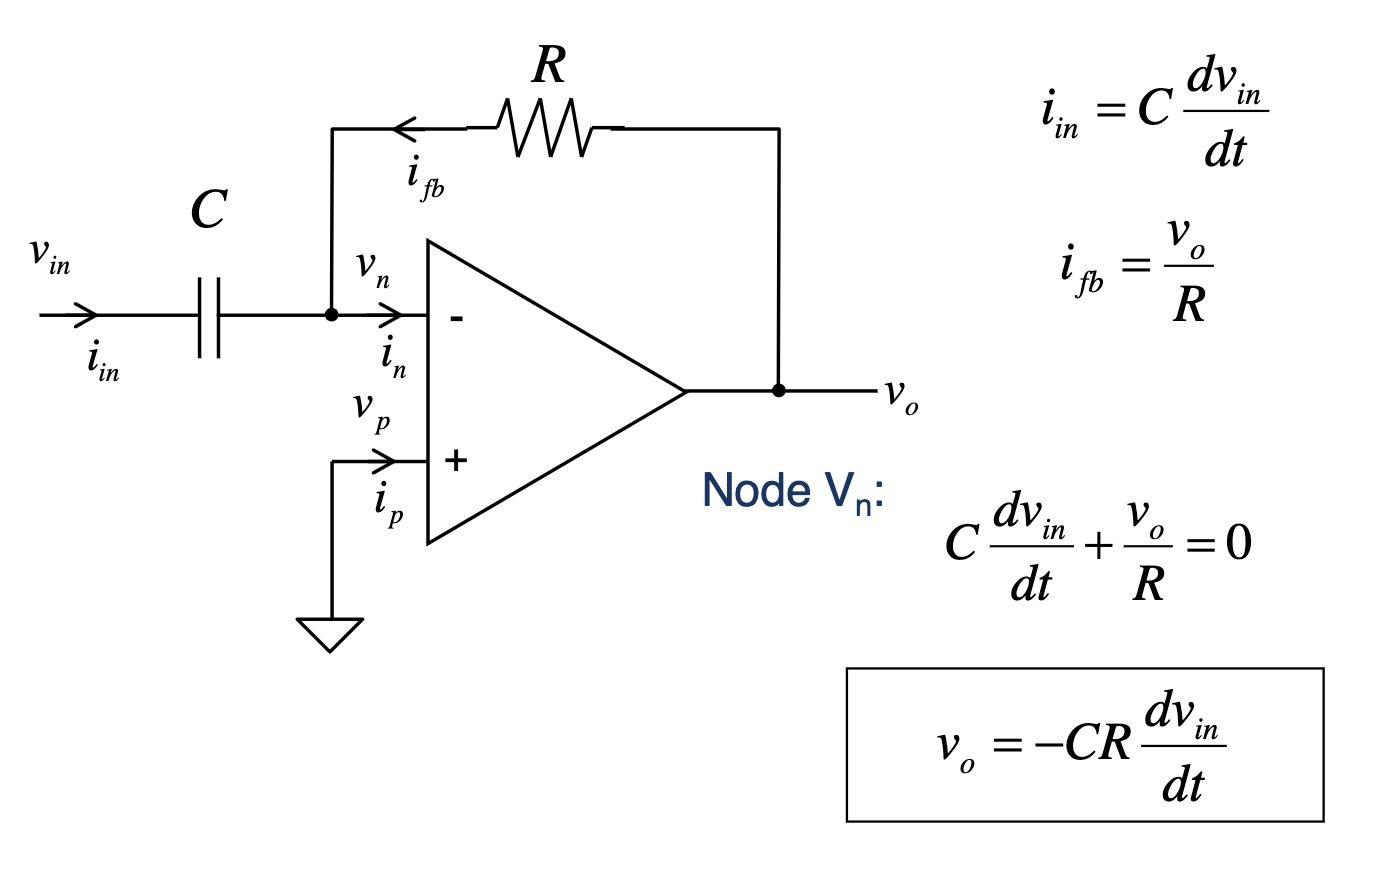 R
i_{fb}
C
v_{in}
i_{in}
v_n
-
i_n
v_p
+
i_p
v_o
i_{in} = C \frac{dv_{in}}{dt}
i_{fb} = \frac{v_o}{R}
Node V_n:
C \frac{dv_{in}}{dt} + \frac{v_o}{R} = 0
v_o = -CR \frac{dv_{in}}{dt}